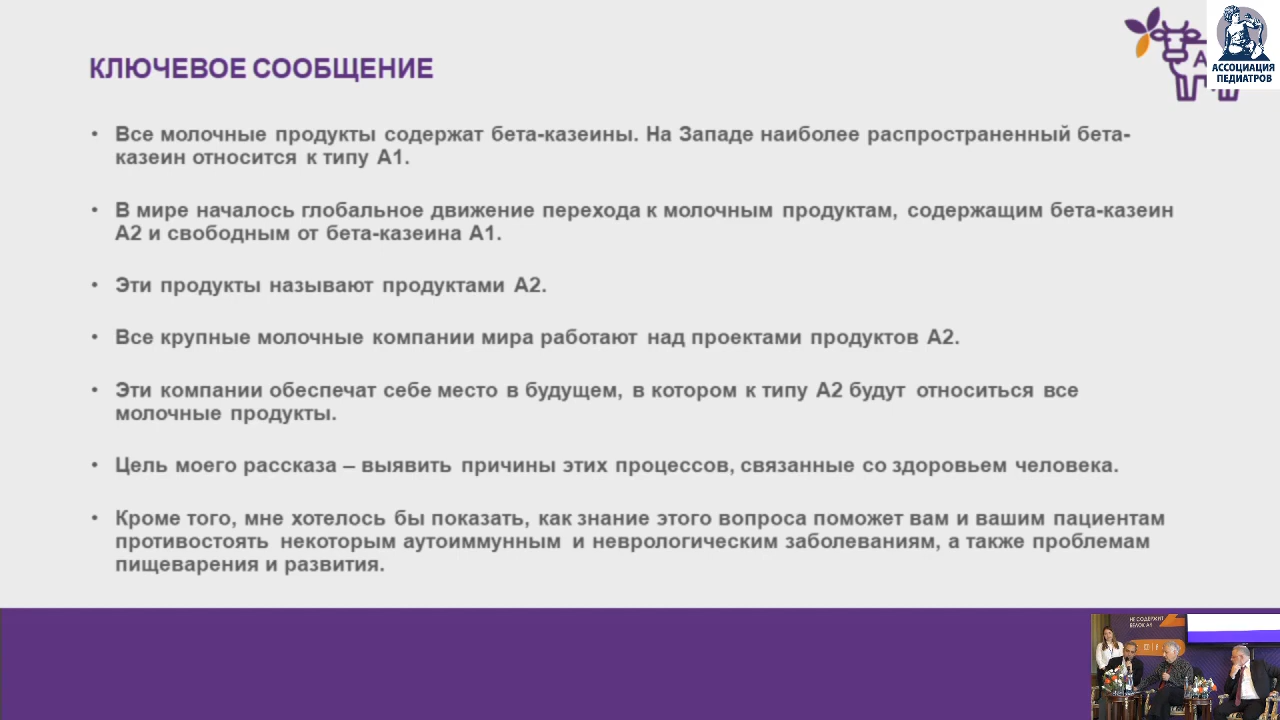 КЛЮЧЕВОЕ СООБЩЕНИЕ
АССОЦИАЦИЯ
ПЕДИАТРОВ
• Все молочные продукты содержат бета-казеины. На Западе наиболее распространенный бета-
казеин относится к типу А1.
• В мире началось глобальное движение перехода к молочным продуктам, содержащим бета-казеин
А2 и свободным от бета-казеина А1.
• Эти продукты называют продуктами А2.
• Все крупные молочные компании мира работают над проектами продуктов А2.
• Эти компании обеспечат себе место в будущем, в котором к типу А2 будут относиться все
молочные продукты.
• Цель моего рассказа – выявить причины этих процессов, связанные со здоровьем человека.
• Кроме того, мне хотелось бы показать, как знание этого вопроса поможет вам и вашим пациентам
противостоять некоторым аутоиммунным и неврологическим заболеваниям, а также проблемам
пищеварения и развития.
НЕ СОДЕРЖИТ
БЕЛОК А1